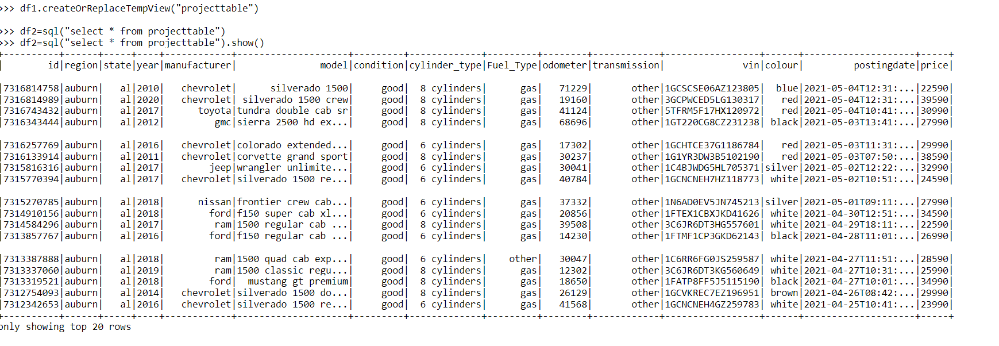 >>> df1.createOrReplaceTempView("projecttable")
>>> df2=sql("select * from projecttable")
>>> df2=sql("select * from projecttable").show()
+----------+------+-----+----+------------+--------------------+---------+-------------+---------+--------+------------+-----------------+------+--------------------+-----+
|        id|region|state|year|manufacturer|               model|condition|cylinder_type|Fuel_Type|odometer|transmission|              vin|colour|         postingdate|price|
|7316814758|auburn|   al|2010|   chevrolet|      silverado 1500|     good|  8 cylinders|      gas|   71229|       other|1GCSCSE06AZ123805|  blue|2021-05-04T12:31:...|22590|
|7316814989|auburn|   al|2020|   chevrolet| silverado 1500 crew|     good|  8 cylinders|      gas|   19160|       other|3GCPWCED5LG130317|   red|2021-05-04T12:31:...|39590|
|7316743432|auburn|   al|2017|      toyota|tundra double cab sr|     good|  8 cylinders|      gas|   41124|       other|5TFRM5F17HX120972|   red|2021-05-04T10:41:...|30990|
|7316343444|auburn|   al|2012|         gmc|sierra 2500 hd ex...|     good|  8 cylinders|      gas|   68696|       other|1GT220CG8CZ231238| black|2021-05-03T13:41:...|27990|
|7316257769|auburn|   al|2016|   chevrolet|colorado extended...|     good|  6 cylinders|      gas|   17302|       other|1GCHTCE37G1186784|   red|2021-05-03T11:31:...|29990|
|7316133914|auburn|   al|2011|   chevrolet|corvette grand sport|     good|  8 cylinders|      gas|   30237|       other|1G1YR3DW3B5102190|   red|2021-05-03T07:50:...|38590|
|7315816316|auburn|   al|2017|        jeep|wrangler unlimite...|     good|  6 cylinders|      gas|   30041|       other|1C4BJWDG5HL705371|silver|2021-05-02T12:22:...|32990|
|7315770394|auburn|   al|2017|   chevrolet|silverado 1500 re...|     good|  6 cylinders|      gas|   40784|       other|1GCNCNEH7HZ118773| white|2021-05-02T10:51:...|24590|
|7315270785|auburn|   al|2018|      nissan|frontier crew cab...|     good|  6 cylinders|      gas|   37332|       other|1N6AD0EV5JN745213|silver|2021-05-01T09:11:...|27990|
|7314910156|auburn|   al|2018|        ford|f150 super cab xl...|     good|  6 cylinders|      gas|   20856|       other|1FTEX1CBXJKD41626| white|2021-04-30T12:51:...|34590|
|7314584296|auburn|   al|2017|         ram|1500 regular cab ...|     good|  8 cylinders|      gas|   39508|       other|3C6JR6DT3HG557601| white|2021-04-29T18:11:...|22590|
|7313857767|auburn|   al|2016|        ford|f150 regular cab ...|     good|  6 cylinders|      gas|   14230|       other|1FTMF1CP3GKD62143| black|2021-04-28T11:01:...|26990|
|7313387888|auburn|   al|2018|         ram|1500 quad cab exp...|     good|  6 cylinders|    other|   30047|       other|1C6RR6FG0JS259587| white|2021-04-27T11:51:...|28590|
|7313337060|auburn|   al|2019|         ram|1500 classic regu...|     good|  8 cylinders|      gas|   12302|       other|3C6JR6DT3KG560649| white|2021-04-27T10:31:...|25990|
|7313319521|auburn|   al|2018|        ford|  mustang gt premium|     good|  8 cylinders|      gas|   18650|       other|1FATP8FF5J5115190| black|2021-04-27T10:01:...|34990|
|7312754093|auburn|   al|2014|   chevrolet|silverado 1500 do...|     good|  8 cylinders|      gas|   26129|       other|1GCVKREC7EZ196951| brown|2021-04-26T08:42:...|29990|
|7312342653|auburn|   al|2016|   chevrolet|silverado 1500 re...|     good|  6 cylinders|      gas|   41568|       other|1GCNCNEH4GZ259783| white|2021-04-25T10:41:...|23990|
+----------+------+-----+----+------------+--------------------+---------+-------------+---------+--------+------------+-----------------+------+--------------------+-----+
only showing top 20 rows